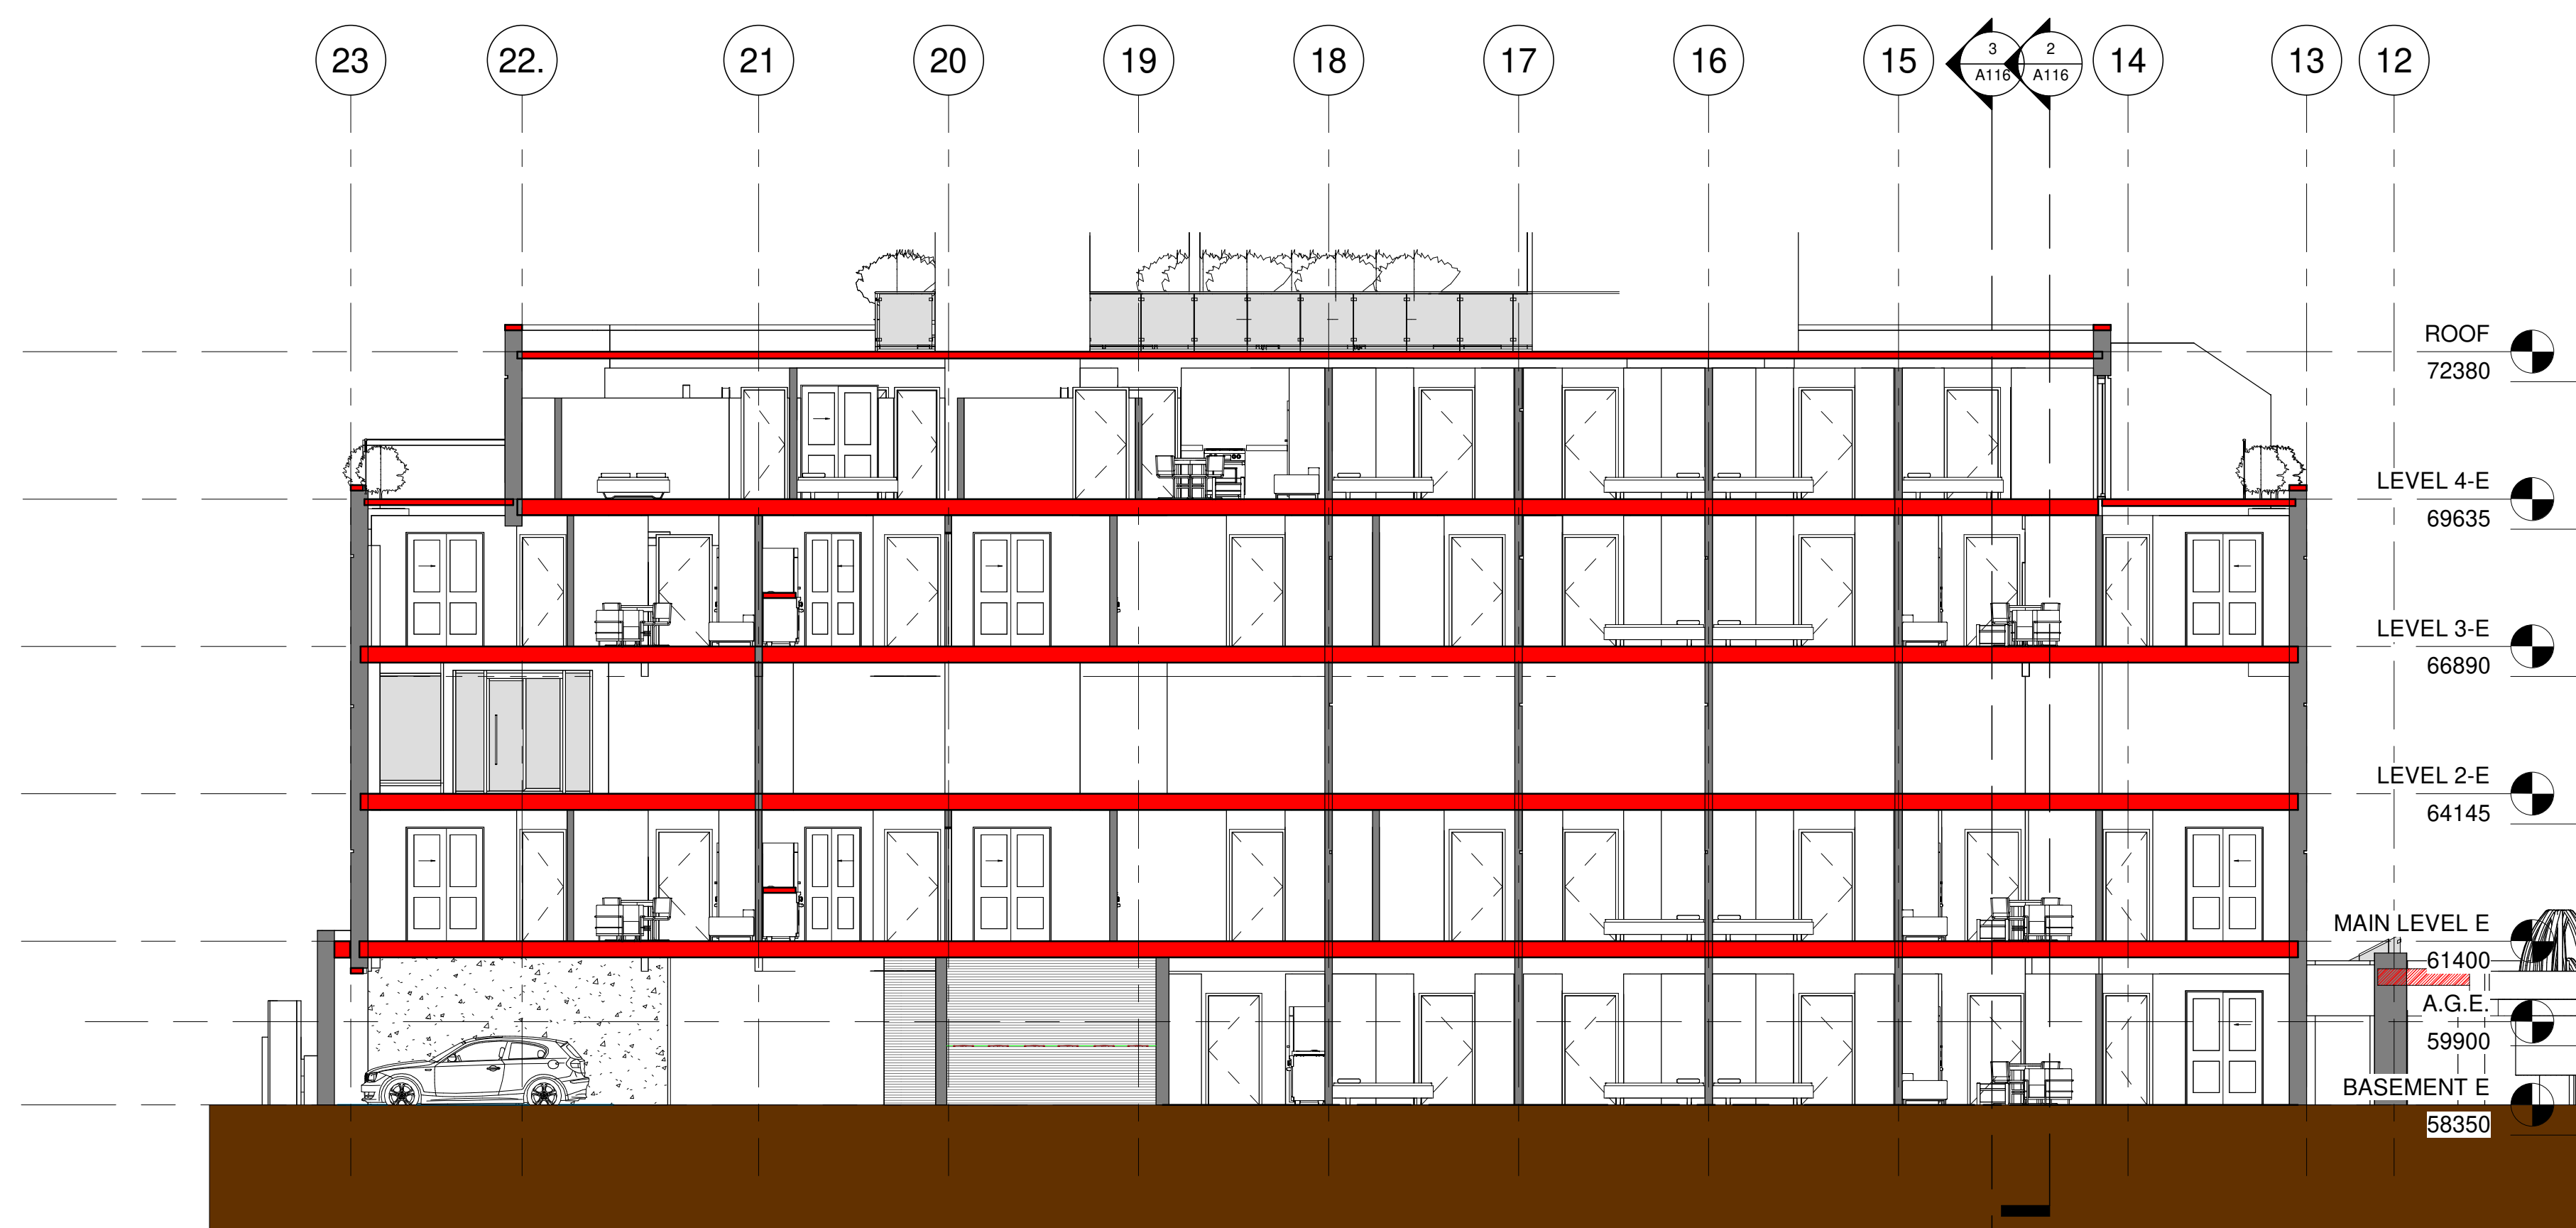 23
22.
21
20
19
18
17
16
15
3
A116
2
A116
14
13
12
ROOF
72380
LEVEL 4-E
69635
LEVEL 3-E
66890
LEVEL 2-E
64145
MAIN LEVEL E
61400
A.G.E.
59900
BASEMENT E
58350